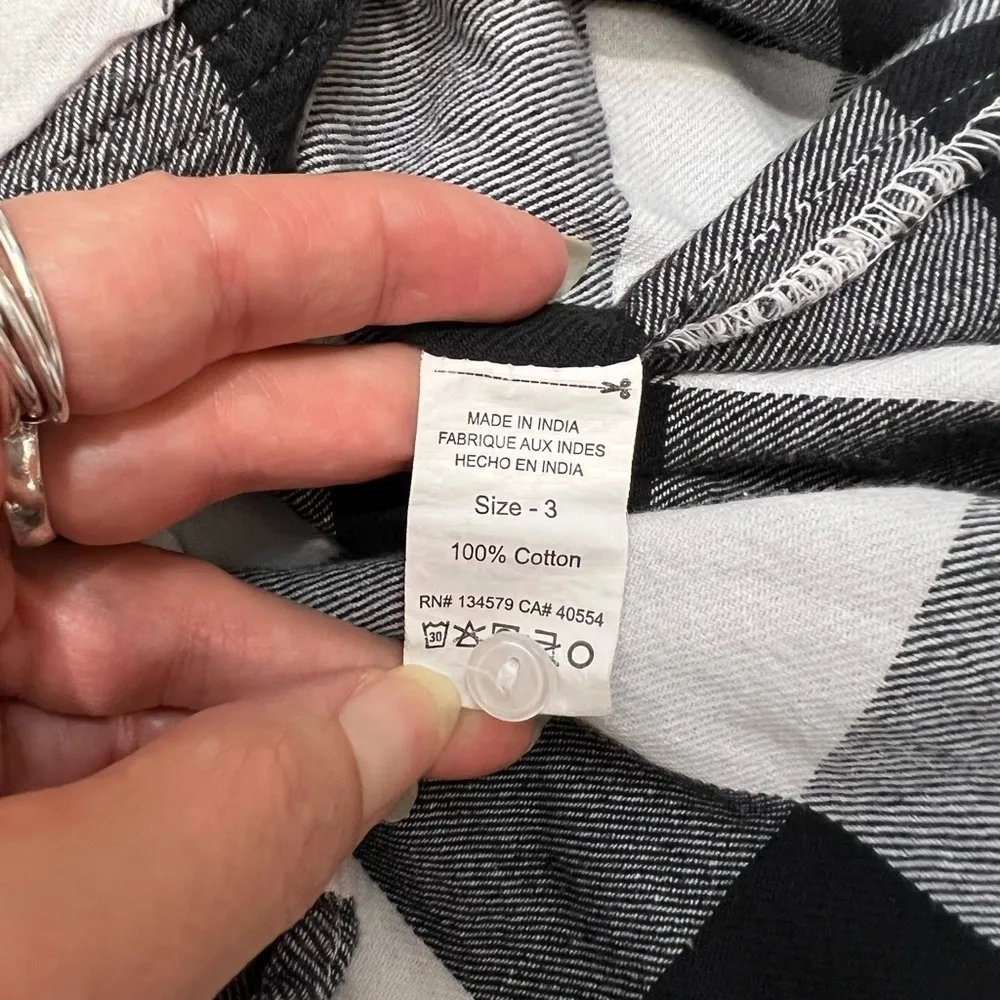 MADE IN INDIA
FABRIQUE AUX INDES
HECHO EN INDIA
Size - 3
100% Cotton
RN# 134579 CA# 40554
30